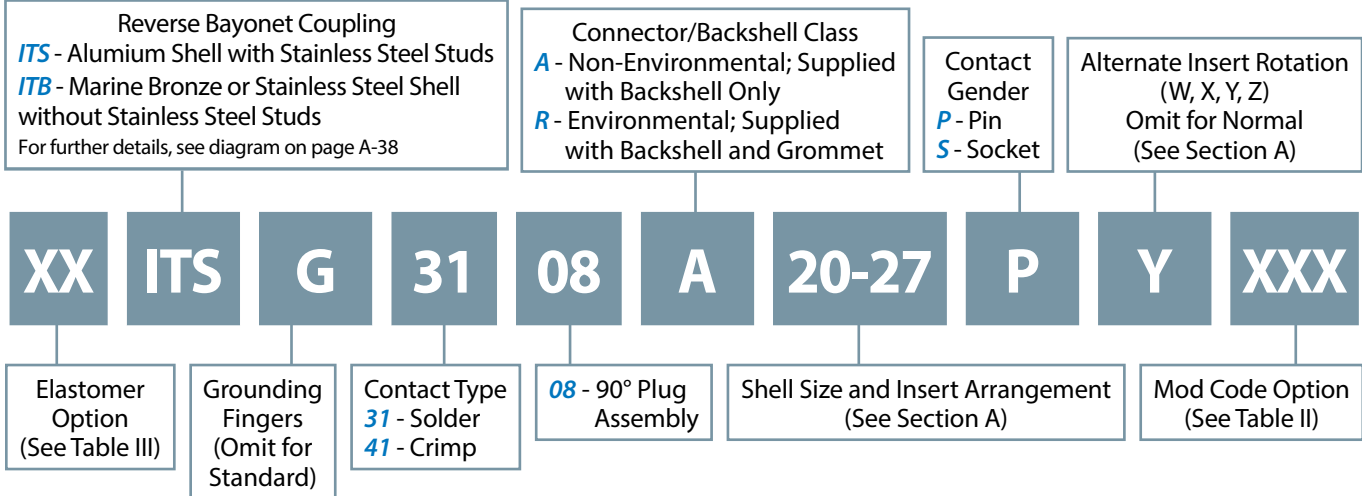 Reverse Bayonet Coupling
ITS - Alumium Shell with Stainless Steel Studs
ITB - Marine Bronze or Stainless Steel Shell
without Stainless Steel Studs
For further details, see diagram on page A-38
Connector/Backshell Class
A - Non-Environmental; Supplied
with Backshell Only
R - Environmental; Supplied
with Backshell and Grommet
Contact
Gender
P - Pin
S - Socket
Alternate Insert Rotation
(W, X, Y, Z)
Omit for Normal
(See Section A)
XX ITS G 31 08 A 20-27 P Y XXX
Elastomer
Option
(See Table III)
Grounding
Fingers
(Omit for
Standard)
Contact Type
31 - Solder
41 - Crimp
08 - 90° Plug
Assembly
Shell Size and Insert Arrangement
(See Section A)
Mod Code Option
(See Table II)